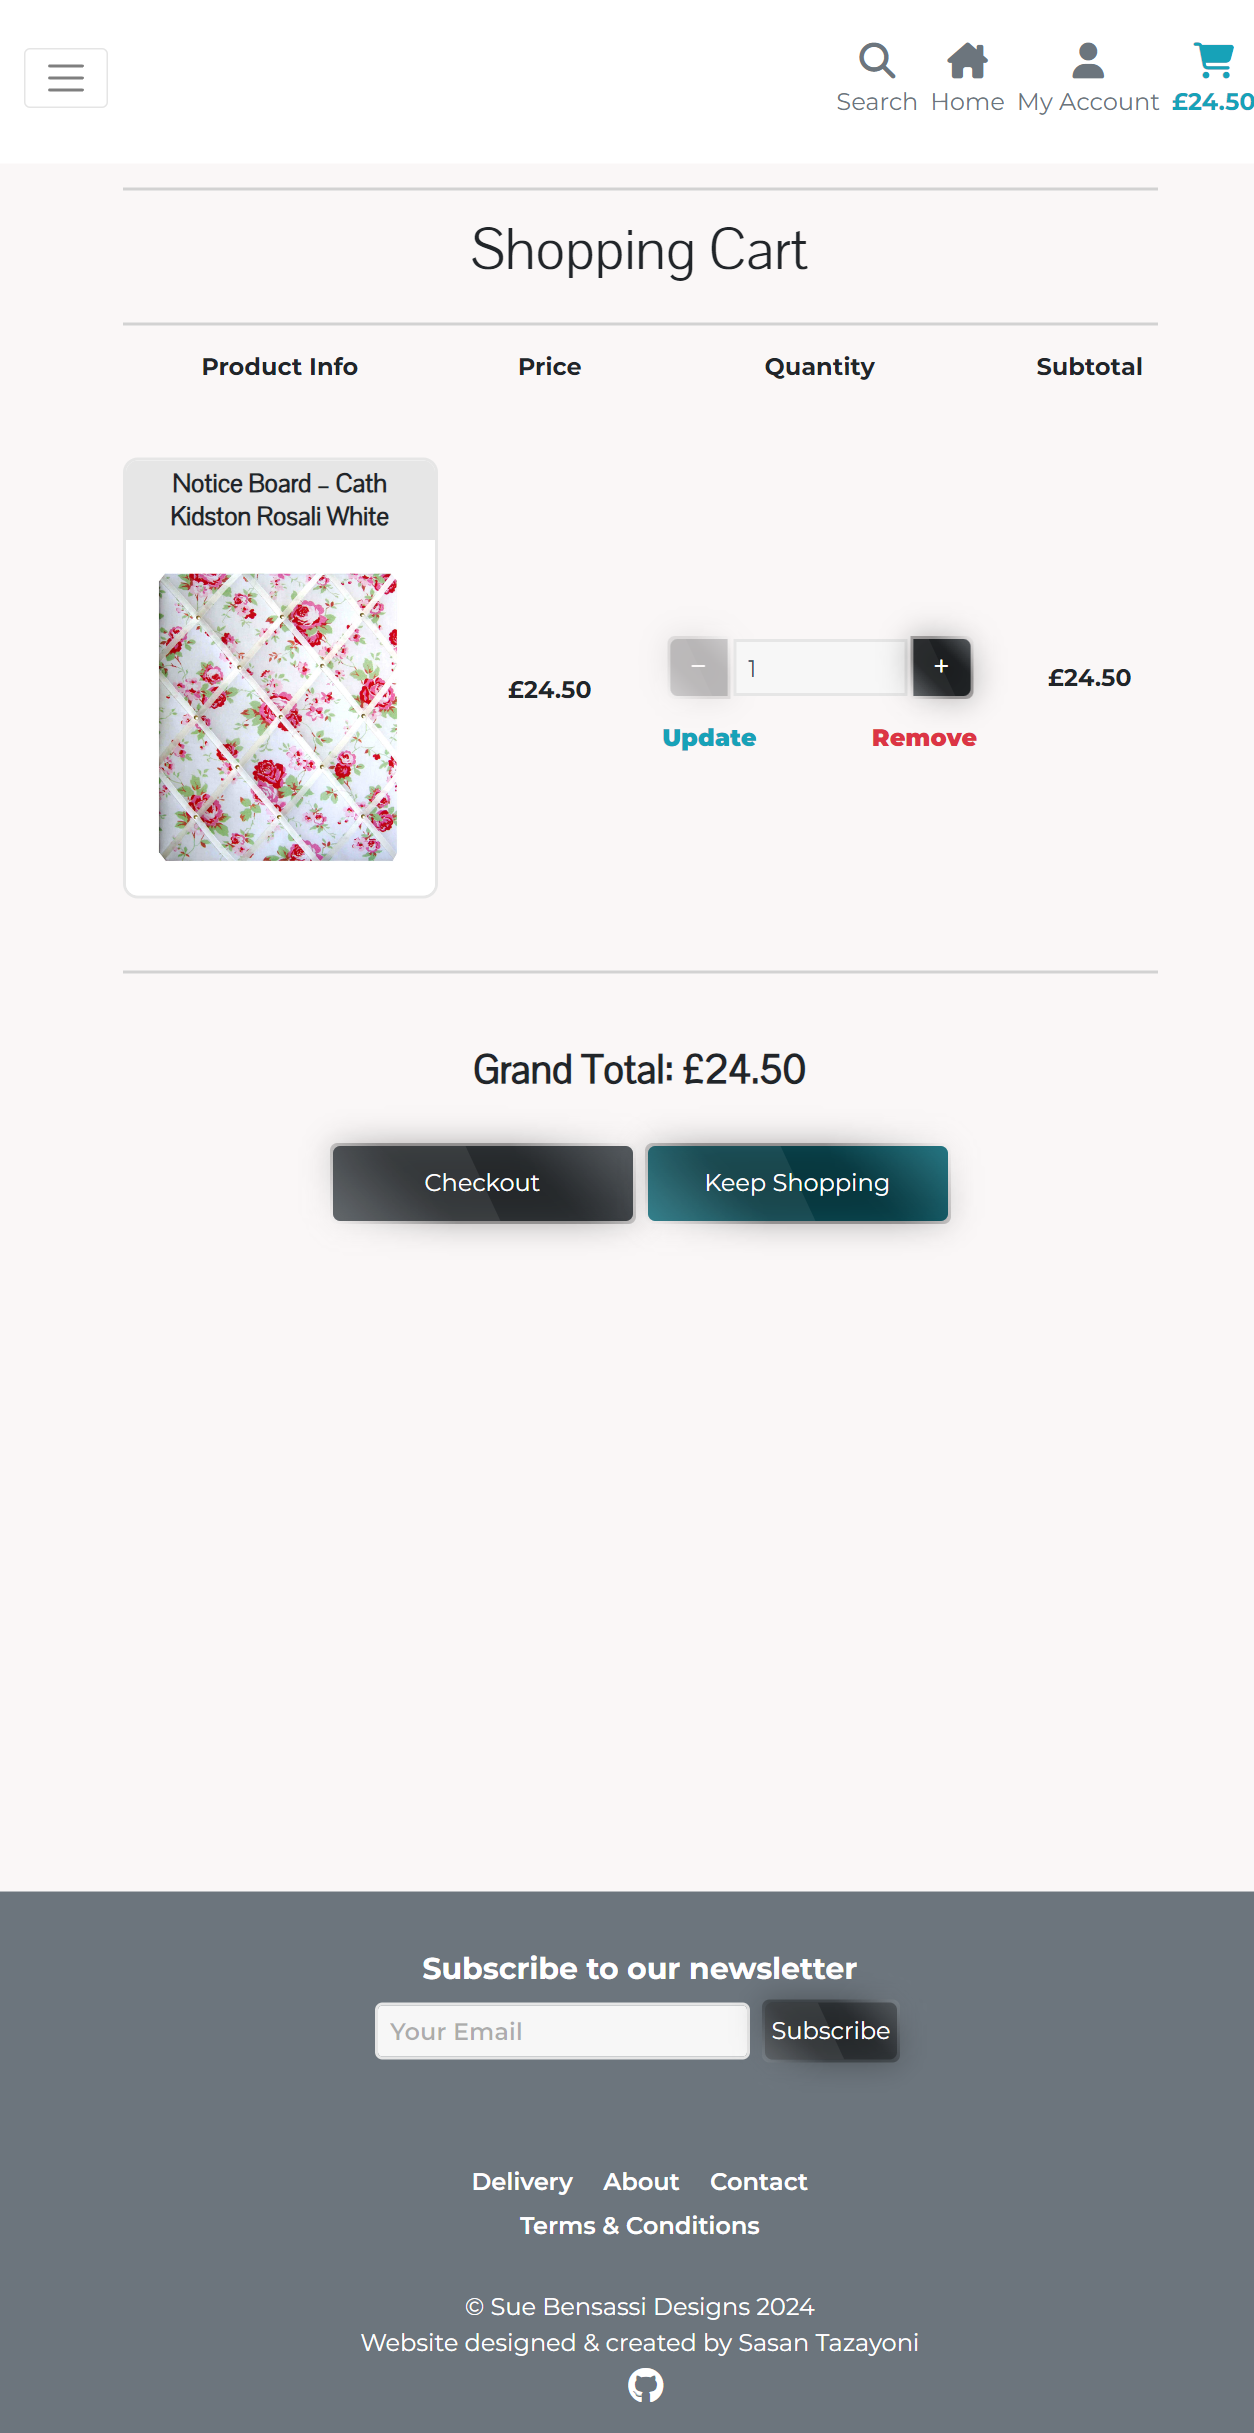 Search Home My Account £24.50
Shopping Cart
Product Info Price Quantity Subtotal
Notice Board – Cath
Kidston Rosali White
£24.50
− 1 +
Update Remove
£24.50
Grand Total: £24.50
Checkout Keep Shopping
Subscribe to our newsletter
Your Email Subscribe
Delivery About Contact
Terms & Conditions
© Sue Bensassi Designs 2024
Website designed & created by Sasan Tazayoni